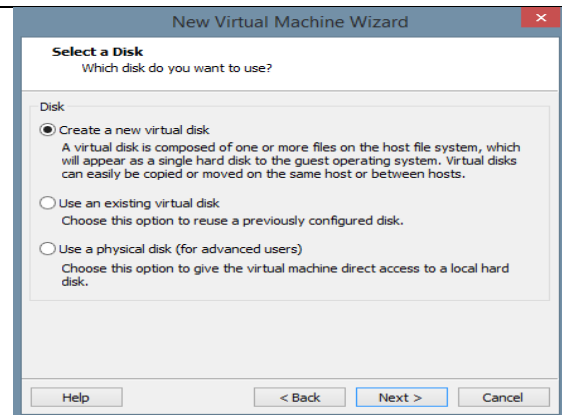 New Virtual Machine Wizard
Select a Disk
Which disk do you want to use?
Disk
Create a new virtual disk
A virtual disk is composed of one or more files on the host file system, which
will appear as a single hard disk to the guest operating system. Virtual disks
can easily be copied or moved on the same host or between hosts.
Use an existing virtual disk
Choose this option to reuse a previously configured disk.
Use a physical disk (for advanced users)
Choose this option to give the virtual machine direct access to a local hard
disk.
Help < Back Next > Cancel